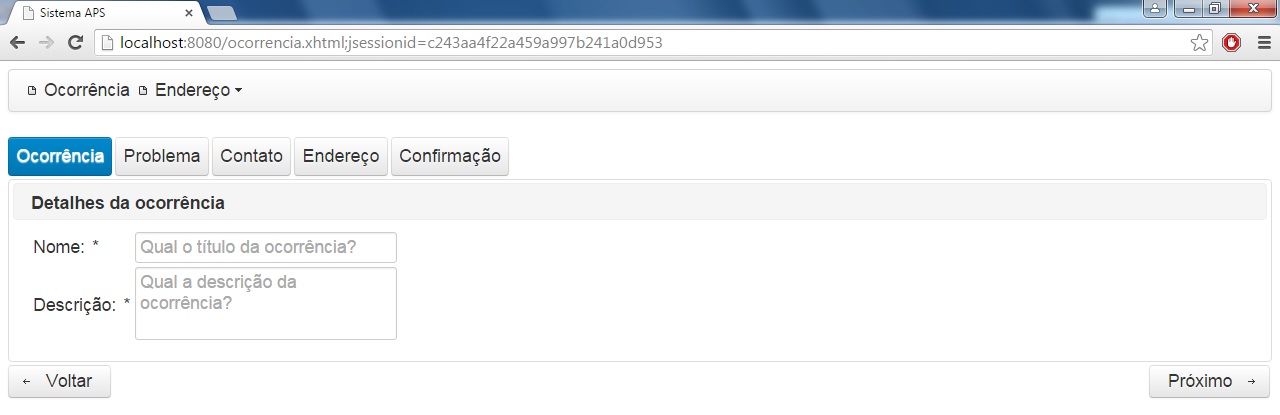 Sistema APS
localhost:8080/ocorrencia.xhtml;jsessionid=c243aa4f22a459a997b241a0d953
Ocorrência Endereço
Ocorrência Problema Contato Endereço Confirmação
Detalhes da ocorrência
Nome: * Qual o título da ocorrência?
Descrição: * Qual a descrição da
ocorrência?
Voltar Próximo